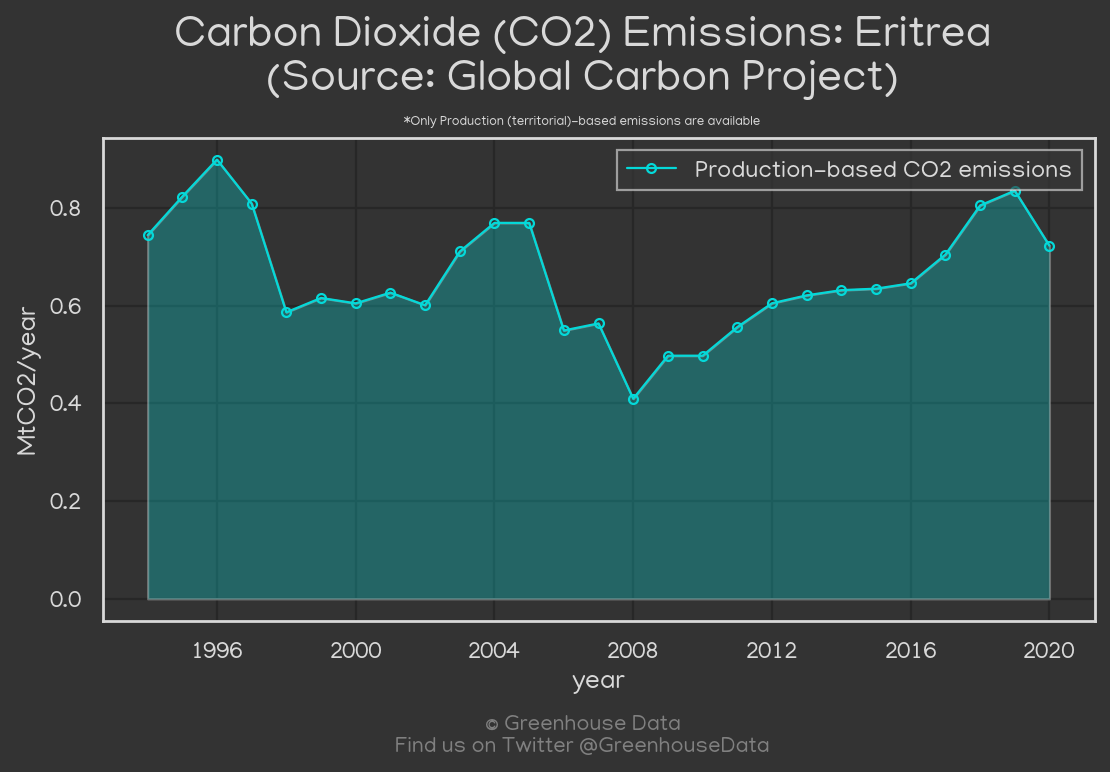 Carbon Dioxide (CO2) Emissions: Eritrea
(Source: Global Carbon Project)
*Only Production (territorial)-based emissions are available
Production-based CO2 emissions
MtCO2/year
0.8
0.6
0.4
0.2
0.0
1996 2000 2004 2008 2012 2016 2020
year
© Greenhouse Data
Find us on Twitter @GreenhouseData